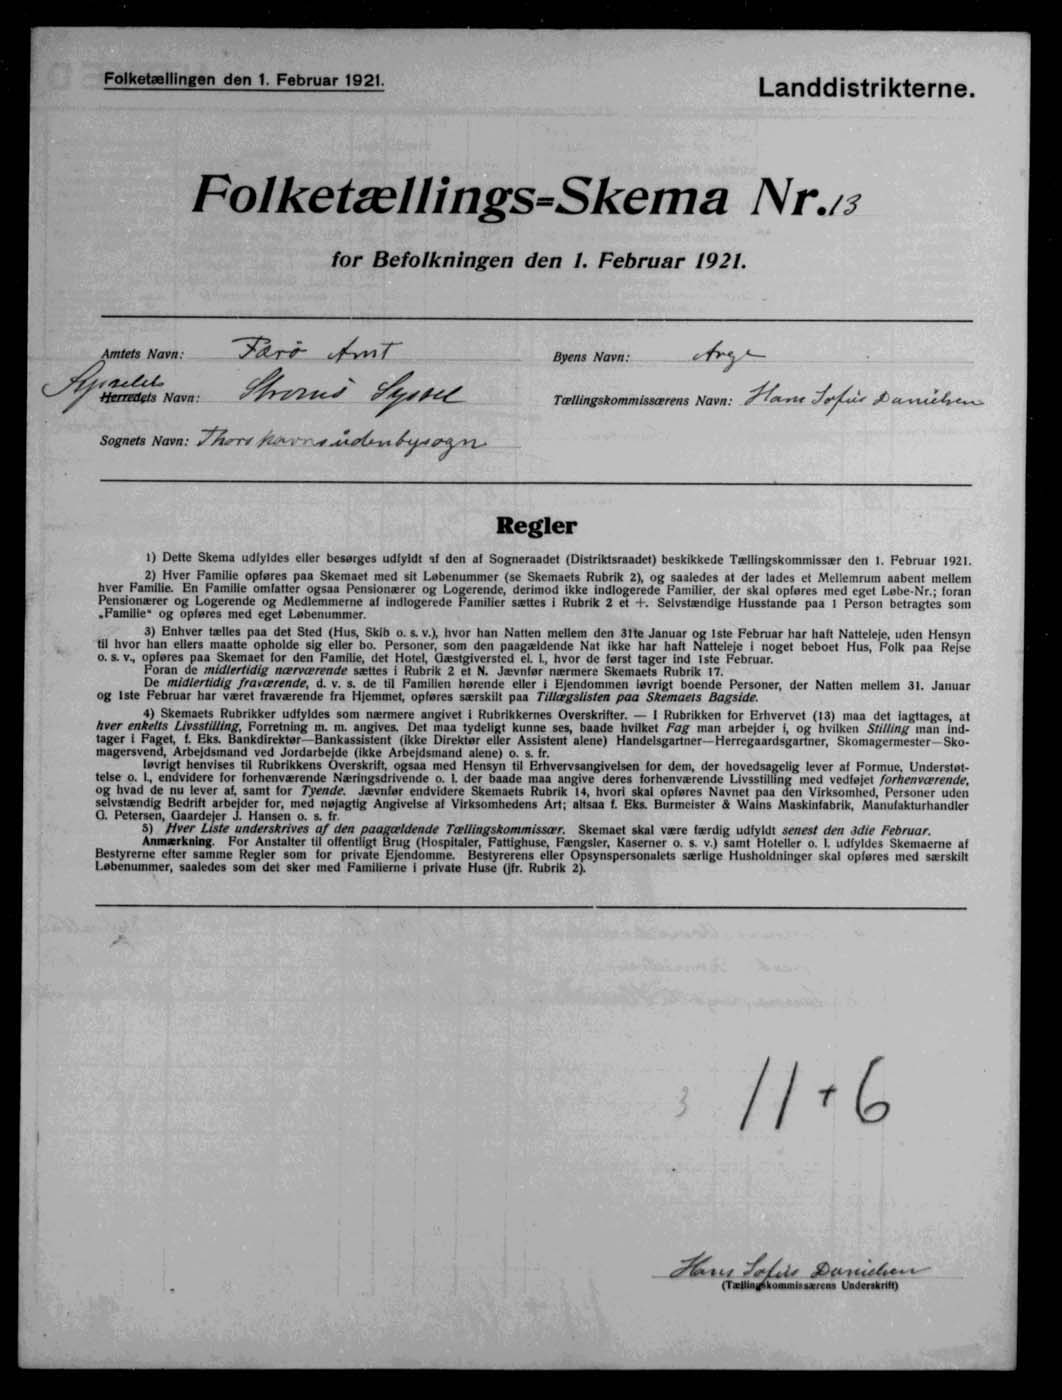 Folketællingen den 1. Februar 1921.
Landdistrikterne.
Folketællings=Skema Nr. 13
for Befolkningen den 1. Februar 1921.
Amtets Navn: Færø Amt
Byens Navn: Arge
Sysselets
Herredets Navn: Strømø Syssel
Tællingskommissærens Navn: Hans Sofus Danielsen
Sognets Navn: Thorshavns udenbysogn
Regler
1) Dette Skema udfyldes eller besørges udfyldt af den af Sogneraadet (Distriktsraadet) beskikkede Tællingskommissær den 1. Februar 1921.
2) Hver Familie opføres paa Skemaet med sit Løbenummer (se Skemaets Rubrik 2), og saaledes at der lades et Mellemrum aabent mellem
hver Familie. En Familie omfatter ogsaa Pensionærer og Logerende, derimod ikke indlogerede Familier, der skal opføres med eget Løbe-Nr.; foran
Pensionærer og Logerende og Medlemmerne af indlogerede Familier sættes i Rubrik 2 et +. Selvstændige Husstande paa 1 Person betragtes som
„Familie“ og opføres med eget Løbenummer.
3) Enhver tælles paa det Sted (Hus, Skib o. s. v.), hvor han Natten mellem den 31te Januar og 1ste Februar har haft Natteleje, uden Hensyn
til hvor han ellers maatte opholde sig eller bo. Personer, som den paagældende Nat ikke har haft Natteleje i noget beboet Hus, Folk paa Rejse
o. s. v., opføres paa Skemaet for den Familie, det Hotel, Gæstgiversted el. l., hvor de først tager ind 1ste Februar.
Foran de midlertidig nærværende sættes i Rubrik 2 et N. Jævnfør nærmere Skemaets Rubrik 17.
De midlertidig fraværende, d. v. s. de til Familien hørende eller i Ejendommen iøvrigt boende Personer, der Natten mellem 31. Januar
og 1ste Februar har været fraværende fra Hjemmet, opføres særskilt paa Tillægslisten paa Skemaets Bagside.
4) Skemaets Rubrikker udfyldes som nærmere angivet i Rubrikkernes Overskrifter. — I Rubrikken for Erhvervet (13) maa det iagttages, at
hver enkelts Livsstilling, Forretning m. m. angives. Det maa tydeligt kunne ses, baade hvilket Fag man arbejder i, og hvilken Stilling man ind-
tager i Faget, f. Eks. Bankdirektør—Bankassistent (ikke Direktør eller Assistent alene) Handelsgartner—Herregaardsgartner, Skomagermester—Sko-
magersvend, Arbejdsmand ved Jordarbejde (ikke Arbejdsmand alene) o. s. fr.
Iøvrigt henvises til Rubrikkens Overskrift, ogsaa med Hensyn til Erhvervsangivelsen for dem, der hovedsagelig lever af Formue, Understøt-
telse o. l., endvidere for forhenværende Næringsdrivende o. l. der baade maa angive deres forhenværende Livsstilling med vedføjet forhenværende,
og hvad de nu lever af, samt for Tyende. Jævnfør endvidere Skemaets Rubrik 14, hvori skal opføres Navnet paa den Virksomhed, Personer uden
selvstændig Bedrift arbejder for, med nøjagtig Angivelse af Virksomhedens Art; altsaa f. Eks. Burmeister & Wains Maskinfabrik, Manufakturhandler
O. Petersen, Gaardejer J. Hansen o. s. fr.
5) Hver Liste underskrives af den paagældende Tællingskommissær. Skemaet skal være færdig udfyldt senest den 3die Februar.
Anmærkning. For Anstalter til offentligt Brug (Hospitaler, Fattighuse, Fængsler, Kaserner o. s. v.) samt Hoteller o. l. udfyldes Skemaerne af
Bestyrerne efter samme Regler som for private Ejendomme. Bestyrerens eller Opsynspersonalets særlige Husholdninger skal opføres med særskilt
Løbenummer, saaledes som det sker med Familierne i private Huse (jfr. Rubrik 2).
3 11 + 6
Hans Sofus Danielsen
(Tællingskommissærens Underskrift)